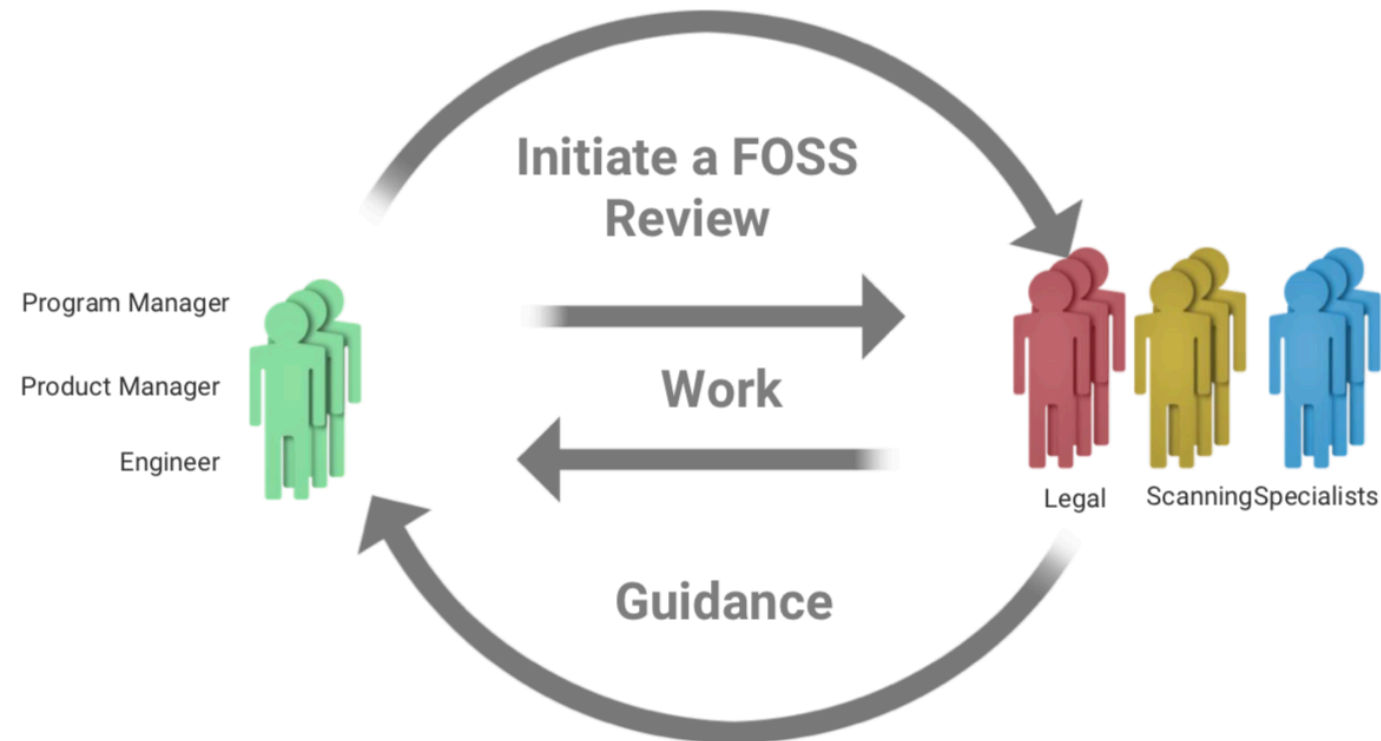 Initiate a FOSS
Review
Program Manager
Product Manager
Engineer
Work
Legal
Scanning
Specialists
Guidance